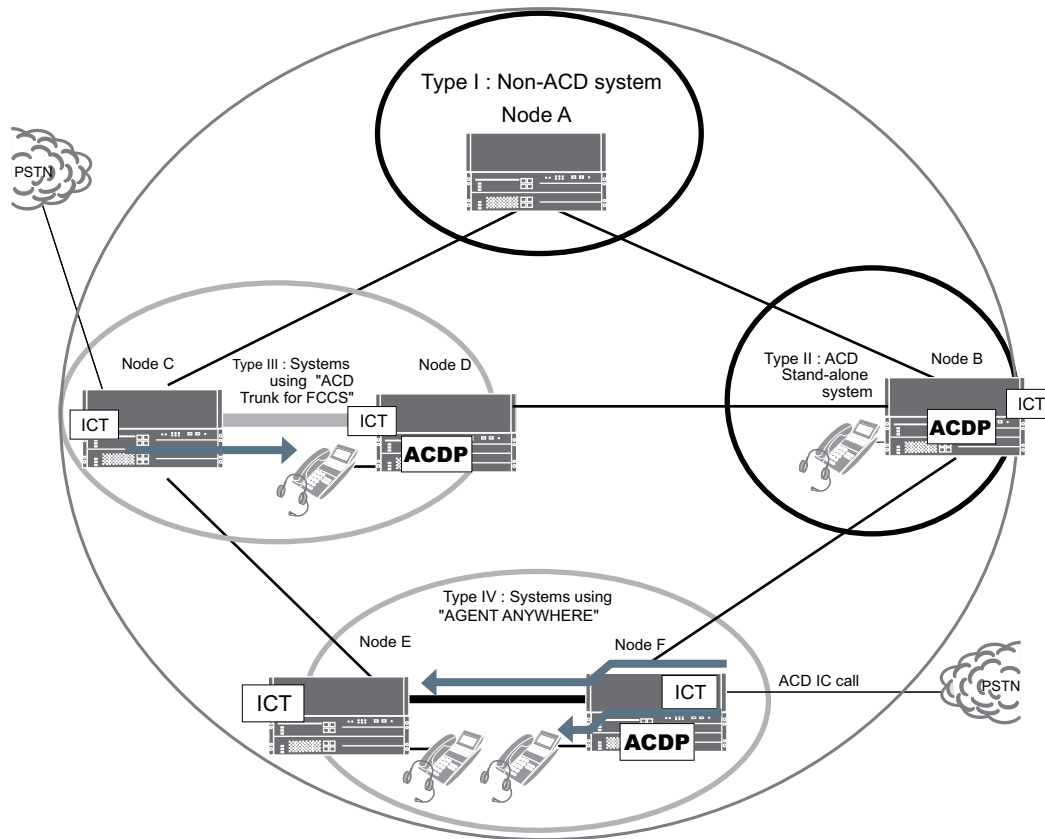 Type I : Non-ACD system
Node A
PSTN
Node C
Type III : Systems
using "ACD
Trunk for FCCS"
Node D
Type II : ACD
Stand-alone
system
Node B
ICT
ICT
ACDP
ICT
ACDP
Type IV : Systems using
"AGENT ANYWHERE"
Node E
Node F
ICT
ICT
ACDP
ACD IC call
PSTN